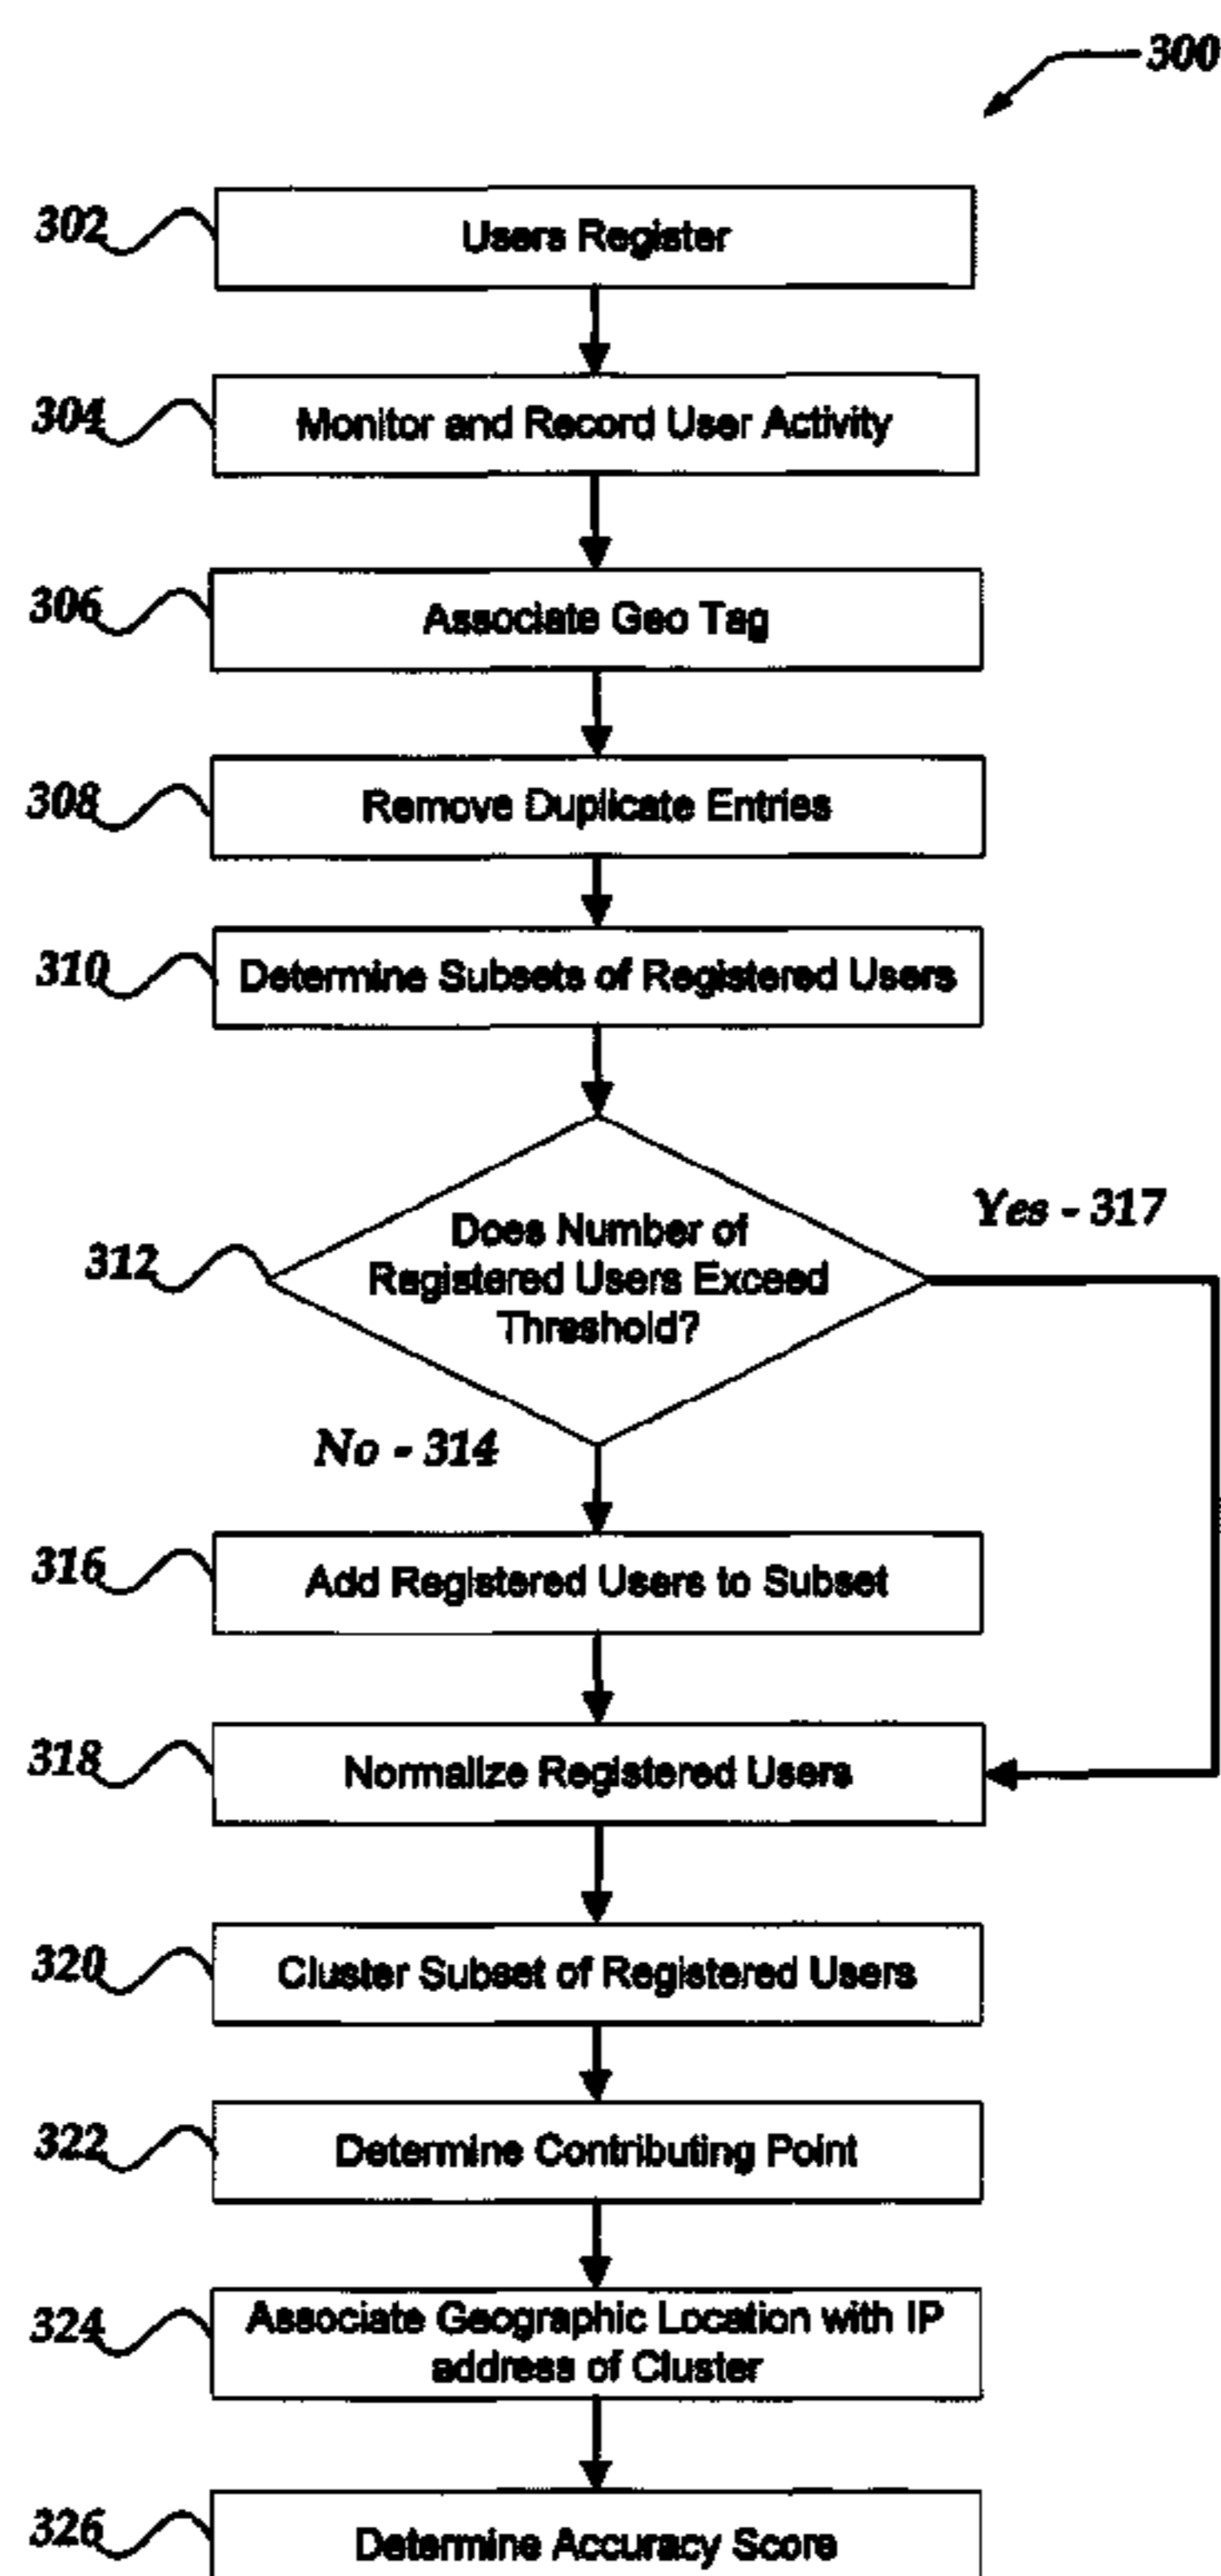 300
302
Users Register
304
Monitor and Record User Activity
306
Associate Geo Tag
308
Remove Duplicate Entries
310
Determine Subsets of Registered Users
312
Does Number of
Registered Users Exceed
Threshold?
Yes - 317
No - 314
316
Add Registered Users to Subset
318
Normalize Registered Users
320
Cluster Subset of Registered Users
322
Determine Contributing Point
324
Associate Geographic Location with IP
address of Cluster
326
Determine Accuracy Score